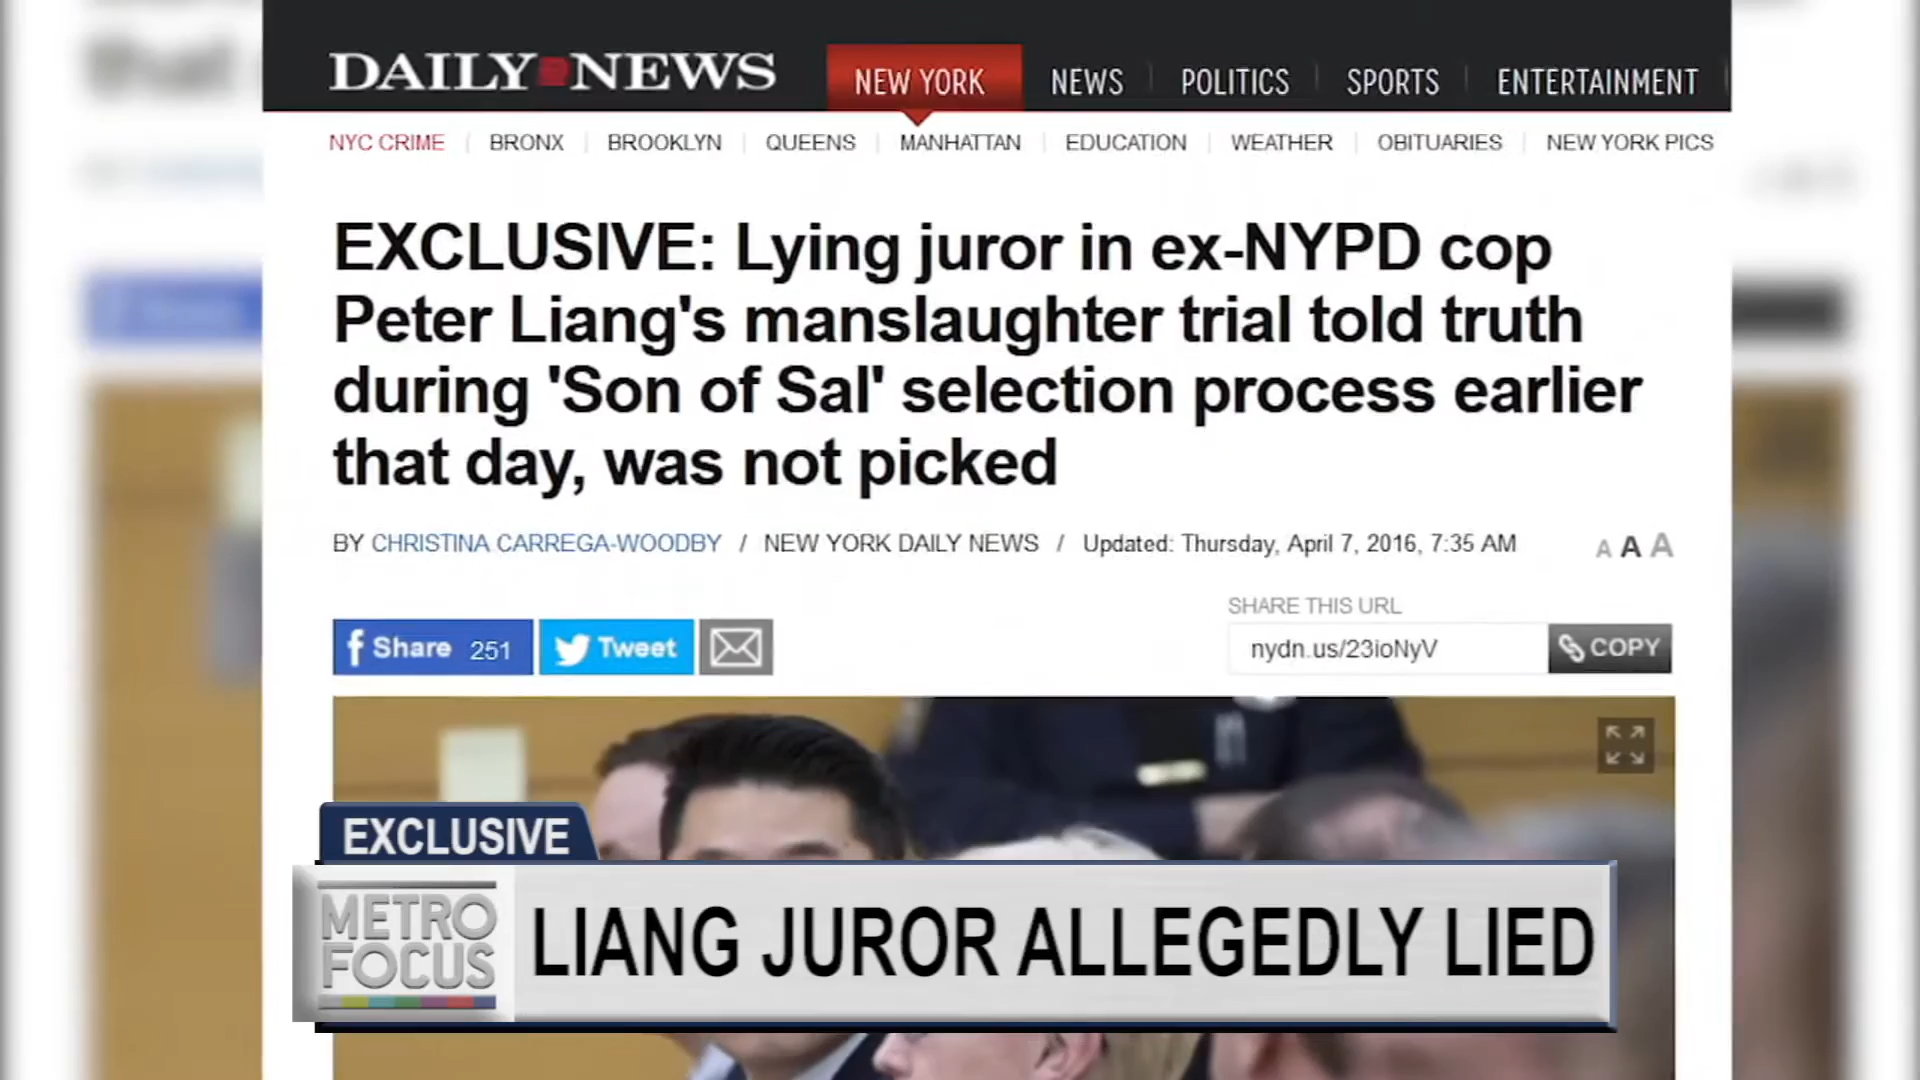 DAILY NEWS
NEW YORK
NEWS
POLITICS
SPORTS
ENTERTAINMENT
NYC CRIME
BRONX
BROOKLYN
QUEENS
MANHATTAN
EDUCATION
WEATHER
OBITUARIES
NEW YORK PICS
EXCLUSIVE: Lying juror in ex-NYPD cop
Peter Liang's manslaughter trial told truth
during 'Son of Sal' selection process earlier
that day, was not picked
BY CHRISTINA CARREGA-WOODBY / NEW YORK DAILY NEWS / Updated: Thursday, April 7, 2016, 7:35 AM
A A A
SHARE THIS URL
f Share 251
Tweet
nydn.us/23ioNyV
COPY
EXCLUSIVE
METRO
FOCUS
LIANG JUROR ALLEGEDLY LIED